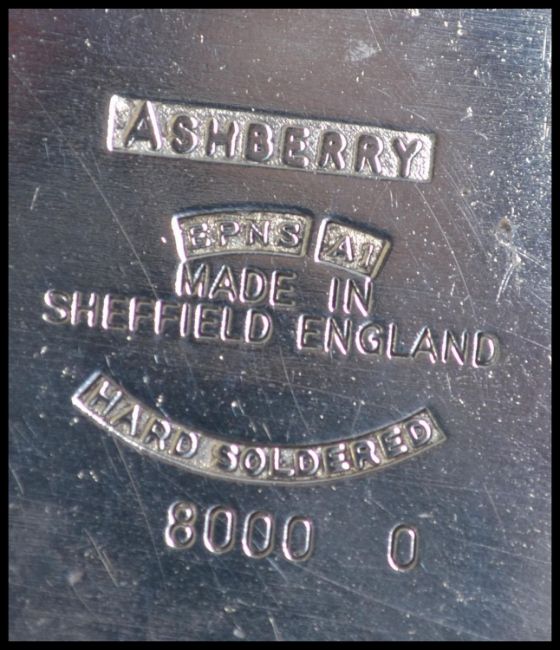 ASHBERRY
EPNS A1
MADE IN
SHEFFIELD ENGLAND
HARD SOLDERED
8000 0